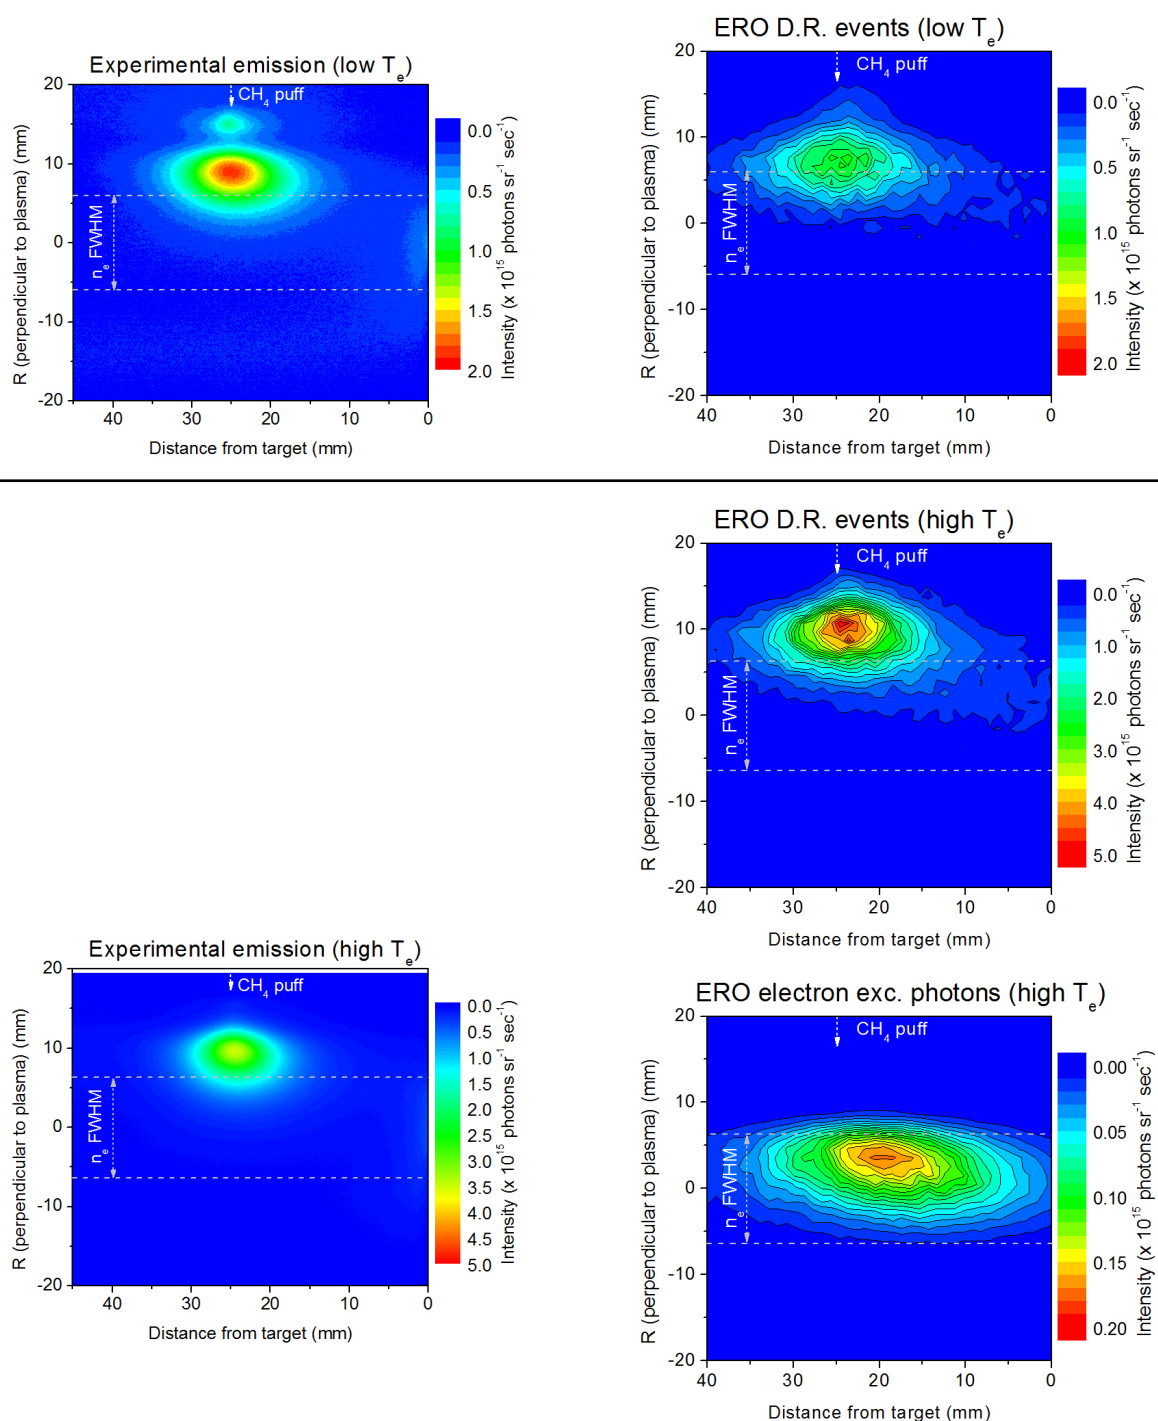 Experimental emission (low Te)
CH4 puff
R (perpendicular to plasma) (mm)
20
10
0
-10
-20
ne FWHM
40
30
20
10
0
Distance from target (mm)
0.0
0.5
1.0
1.5
2.0
Intensity (x 10^15 photons sr^-1 sec^-1)
ERO D.R. events (low Te)
CH4 puff
R (perpendicular to plasma) (mm)
20
10
0
-10
-20
ne FWHM
40
30
20
10
0
Distance from target (mm)
0.0
0.5
1.0
1.5
2.0
Intensity (x 10^15 photons sr^-1 sec^-1)
ERO D.R. events (high Te)
CH4 puff
R (perpendicular to plasma) (mm)
20
10
0
-10
-20
ne FWHM
40
30
20
10
0
Distance from target (mm)
0.0
1.0
2.0
3.0
4.0
5.0
Intensity (x 10^15 photons sr^-1 sec^-1)
Experimental emission (high Te)
CH4 puff
R (perpendicular to plasma) (mm)
20
10
0
-10
-20
ne FWHM
40
30
20
10
0
Distance from target (mm)
0.0
0.5
1.0
1.5
2.0
2.5
3.0
3.5
4.0
4.5
5.0
Intensity (x 10^15 photons sr^-1 sec^-1)
ERO electron exc. photons (high Te)
CH4 puff
R (perpendicular to plasma) (mm)
20
10
0
-10
-20
ne FWHM
40
30
20
10
0
Distance from target (mm)
0.00
0.05
0.10
0.15
0.20
Intensity (x 10^15 photons sr^-1 sec^-1)